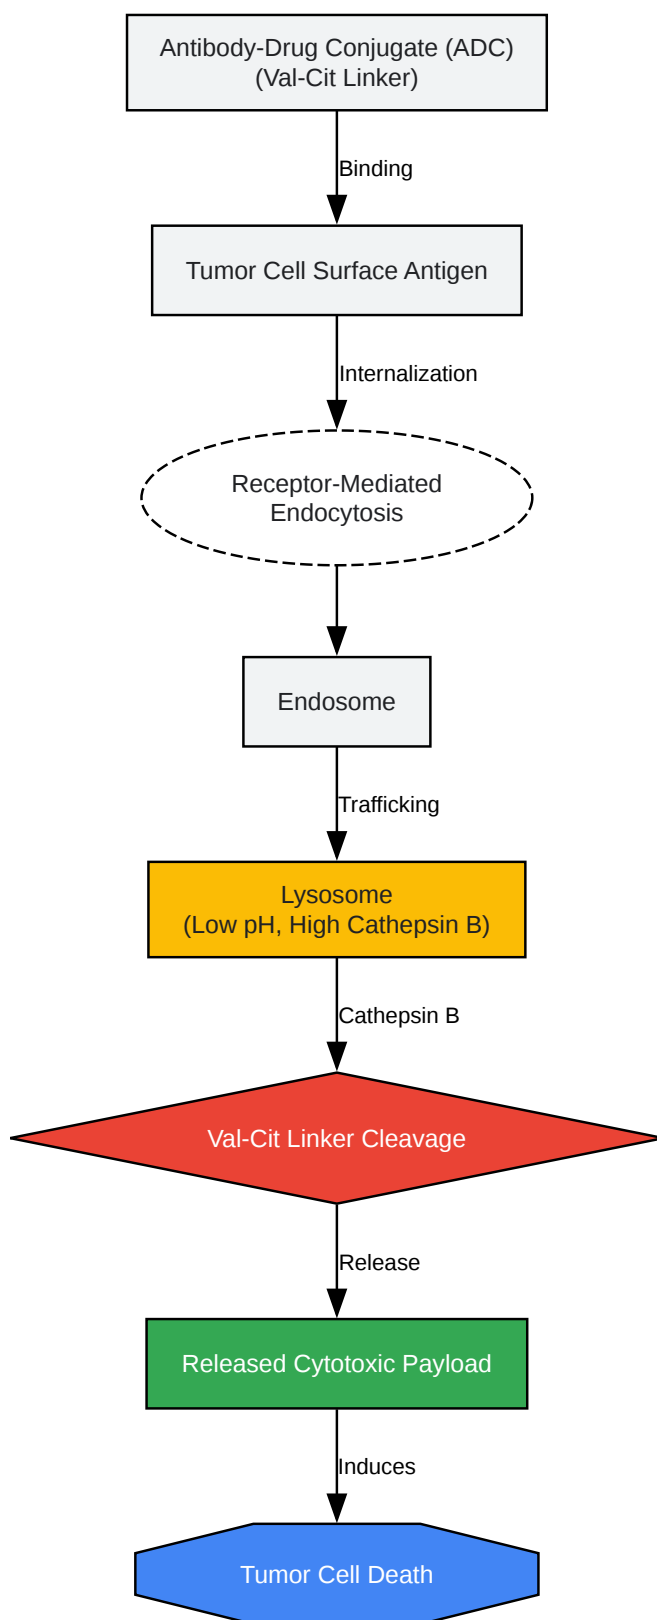 Antibody-Drug Conjugate (ADC)
(Val-Cit Linker)
Binding
Tumor Cell Surface Antigen
Internalization
Receptor-Mediated
Endocytosis
Endosome
Trafficking
Lysosome
(Low pH, High Cathepsin B)
Cathepsin B
Val-Cit Linker Cleavage
Release
Released Cytotoxic Payload
Induces
Tumor Cell Death